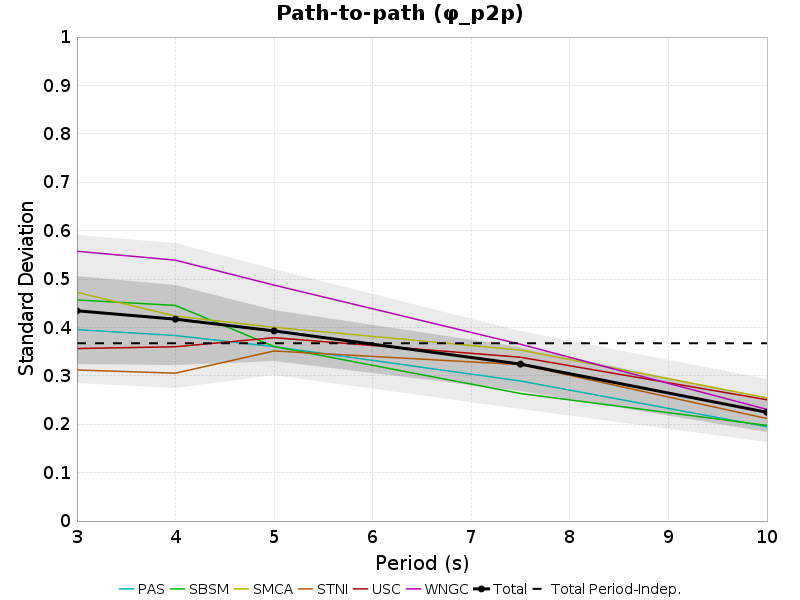 Path-to-path (φ_p2p)
1
0.9
0.8
0.7
0.6
0.5
0.4
0.3
0.2
0.1
0
Standard Deviation
3 4 5 6 7 8 9 10
Period (s)
PAS SBSM SMCA STNI USC WNGC Total Total Period-Indep.